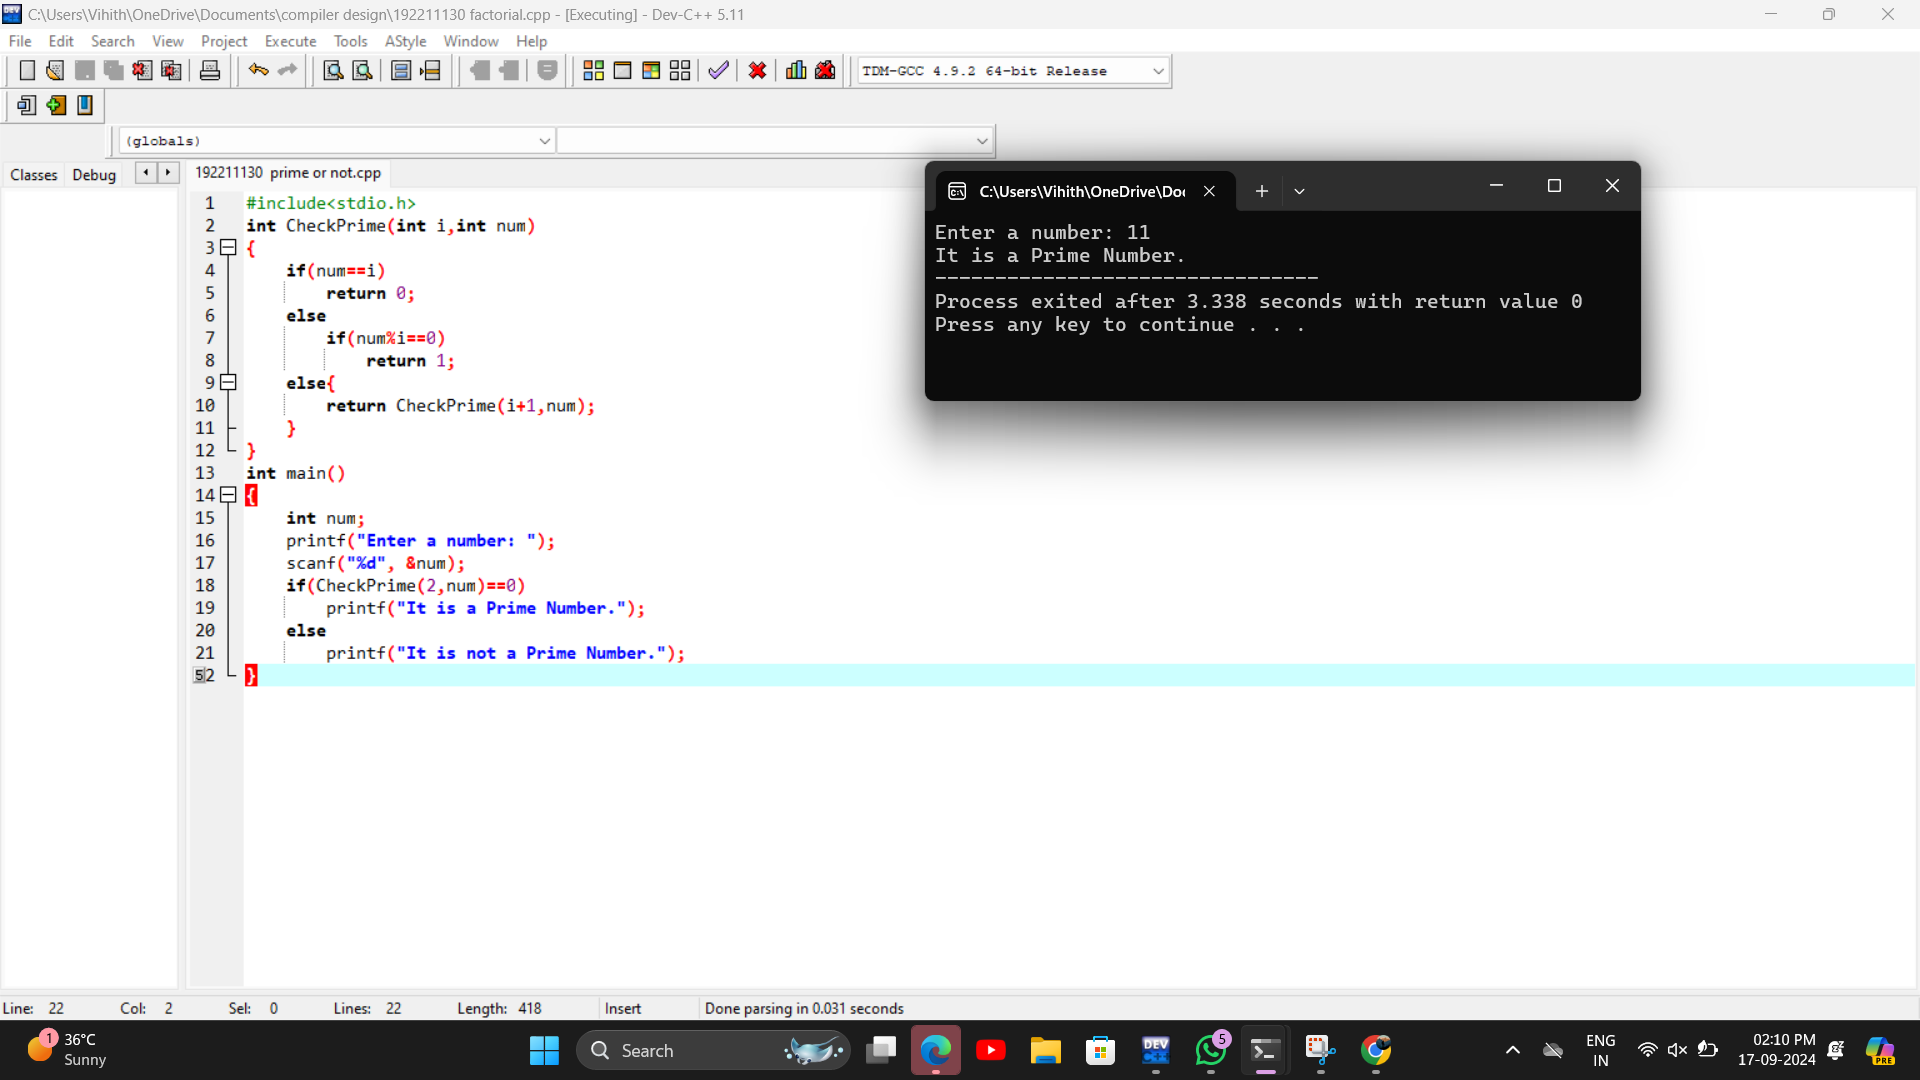 C:\Users\Vihith\OneDrive\Documents\compiler design\192211130 factorial.cpp - [Executing] - Dev-C++ 5.11
File Edit Search View Project Execute Tools AStyle Window Help
TDM-GCC 4.9.2 64-bit Release
(globals)
Classes Debug 192211130 prime or not.cpp
1 #include<stdio.h>
2 int CheckPrime(int i,int num)
3 {
4 if(num==i)
5 return 0;
6 else
7 if(num%i==0)
8 return 1;
9 else{
10 return CheckPrime(i+1,num);
11 }
12 }
13 int main()
14 {
15 int num;
16 printf("Enter a number: ");
17 scanf("%d", &num);
18 if(CheckPrime(2,num)==0)
19 printf("It is a Prime Number.");
20 else
21 printf("It is not a Prime Number.");
52 }
C:\Users\Vihith\OneDrive\Doc
Enter a number: 11
It is a Prime Number.
--------------------------------
Process exited after 3.338 seconds with return value 0
Press any key to continue . . .
Line: 22 Col: 2 Sel: 0 Lines: 22 Length: 418 Insert Done parsing in 0.031 seconds
1 36°C
Sunny
Search
DEV
5
ENG
IN
02:10 PM
17-09-2024
PRE